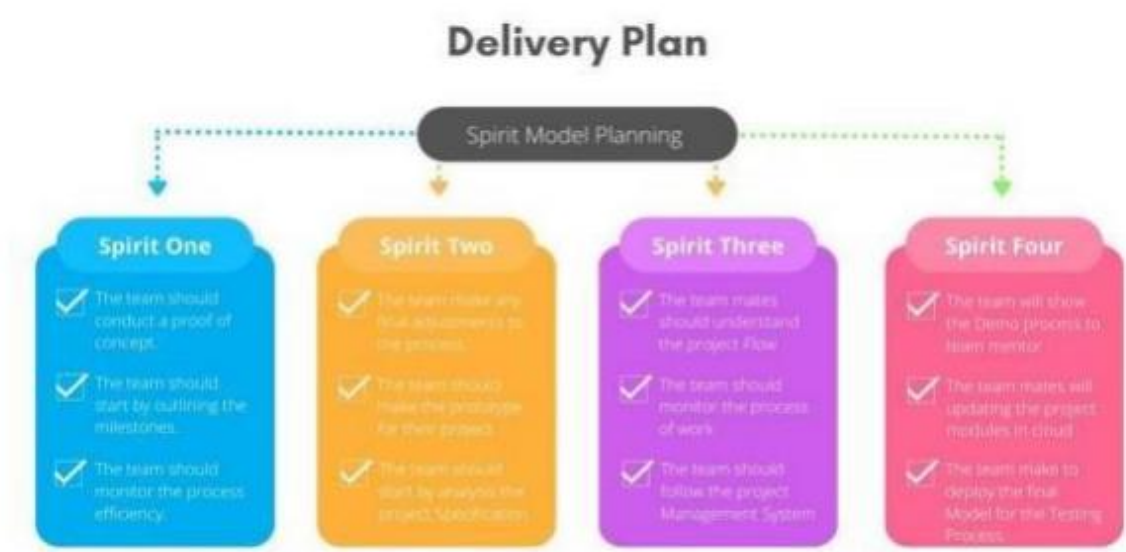 Delivery Plan
Spirit Model Planning
Spirit One
The team should
conduct a proof of
concept.
The team should
start by outlining the
milestones.
The team should
monitor the process
efficiency.
Spirit Two
The team make any
final adjustments to
the process.
The team should
make the prototype
for their project
The team should
start by analysis the
project Specification
Spirit Three
The team mates
should understand
the project Flow
The team should
monitor the process
of work
The team should
follow the project
Management System
Spirit Four
The team will show
the Demo process to
team mentor
The team mates will
updating the project
modules in cloud
The team make to
deploy the final
Model for the Testing
Process